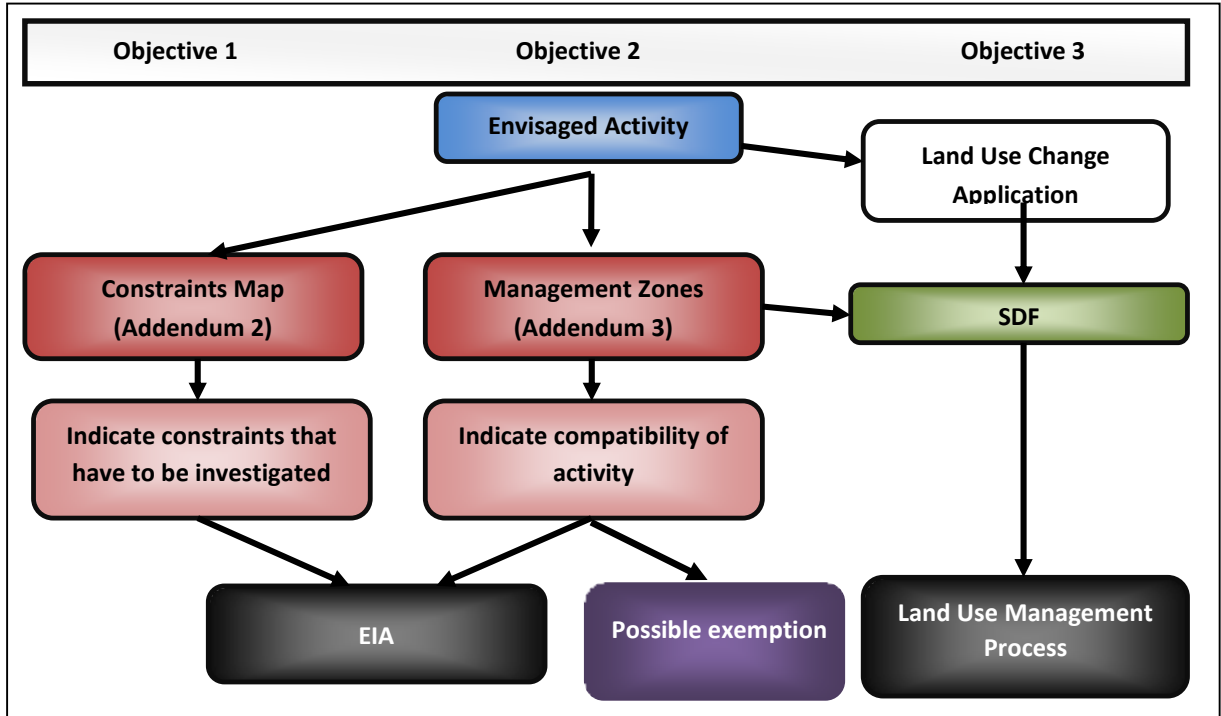 Objective 1
Objective 2
Objective 3
Envisaged Activity
Land Use Change
Application
Constraints Map
(Addendum 2)
Management Zones
(Addendum 3)
SDF
Indicate constraints that
have to be investigated
Indicate compatibility of
activity
EIA
Possible exemption
Land Use Management
Process